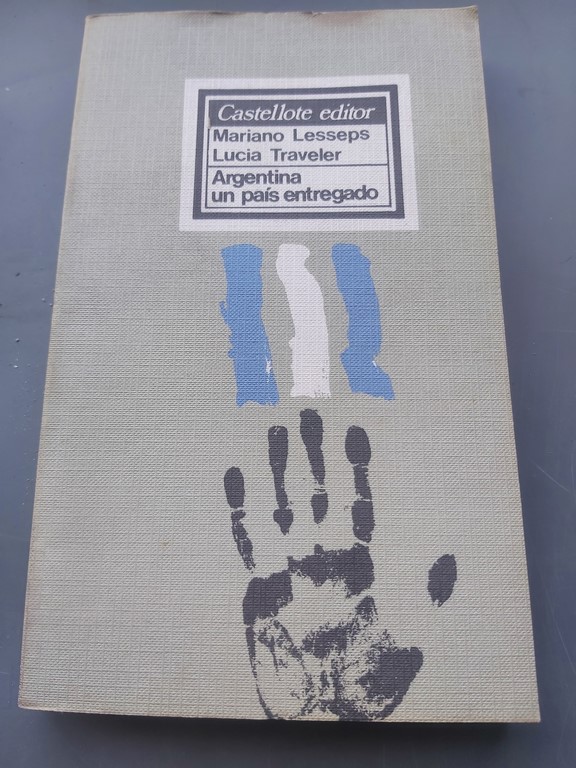 Castellote editor
Mariano Lesseps
Lucia Traveler
Argentina
un país entregado